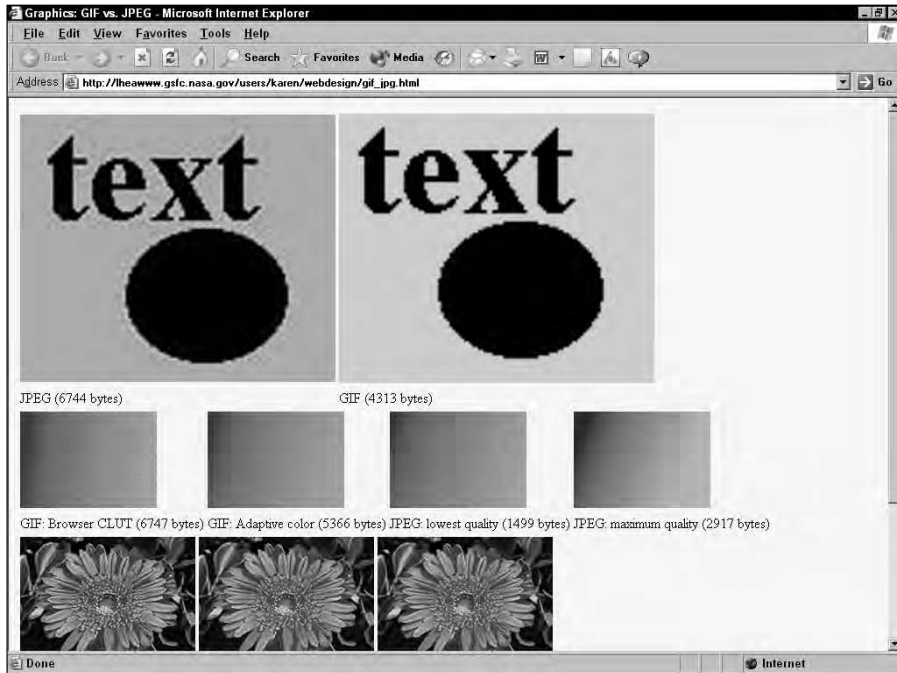 Graphics: GIF vs. JPEG - Microsoft Internet Explorer
File Edit View Favorites Tools Help
Back Search Favorites Media
Address http://lheawww.gsfc.nasa.gov/users/karen/webdesign/gif_jpg.html Go
text text
JPEG (6744 bytes) GIF (4313 bytes)
GIF: Browser CLUT (6747 bytes) GIF: Adaptive color (5366 bytes) JPEG: lowest quality (1499 bytes) JPEG: maximum quality (2917 bytes)
Done Internet